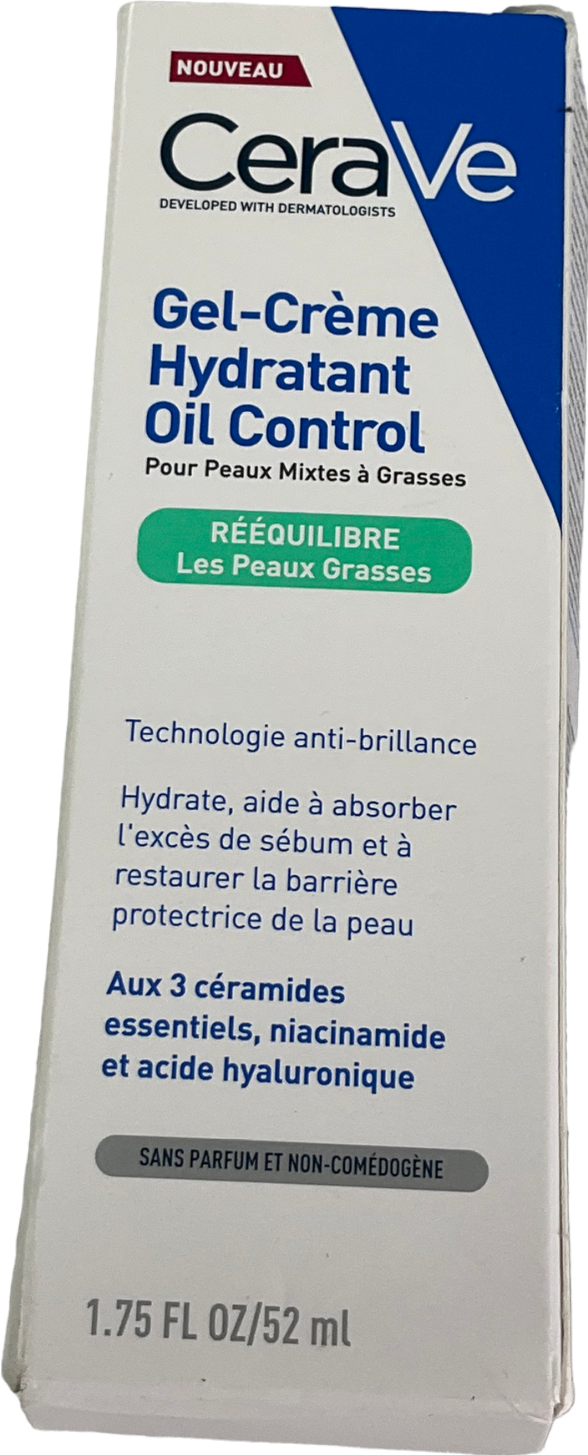 NOUVEAU
CeraVe
DEVELOPED WITH DERMATOLOGISTS
Gel-Crème
Hydratant
Oil Control
Pour Peaux Mixtes à Grasses
RÉÉQUILIBRE
Les Peaux Grasses
Technologie anti-brillance
Hydrate, aide à absorber
l'excès de sébum et à
restaurer la barrière
protectrice de la peau
Aux 3 céramides
essentiels, niacinamide
et acide hyaluronique
SANS PARFUM ET NON-COMÉDOGÈNE
1.75 FL OZ/52 ml